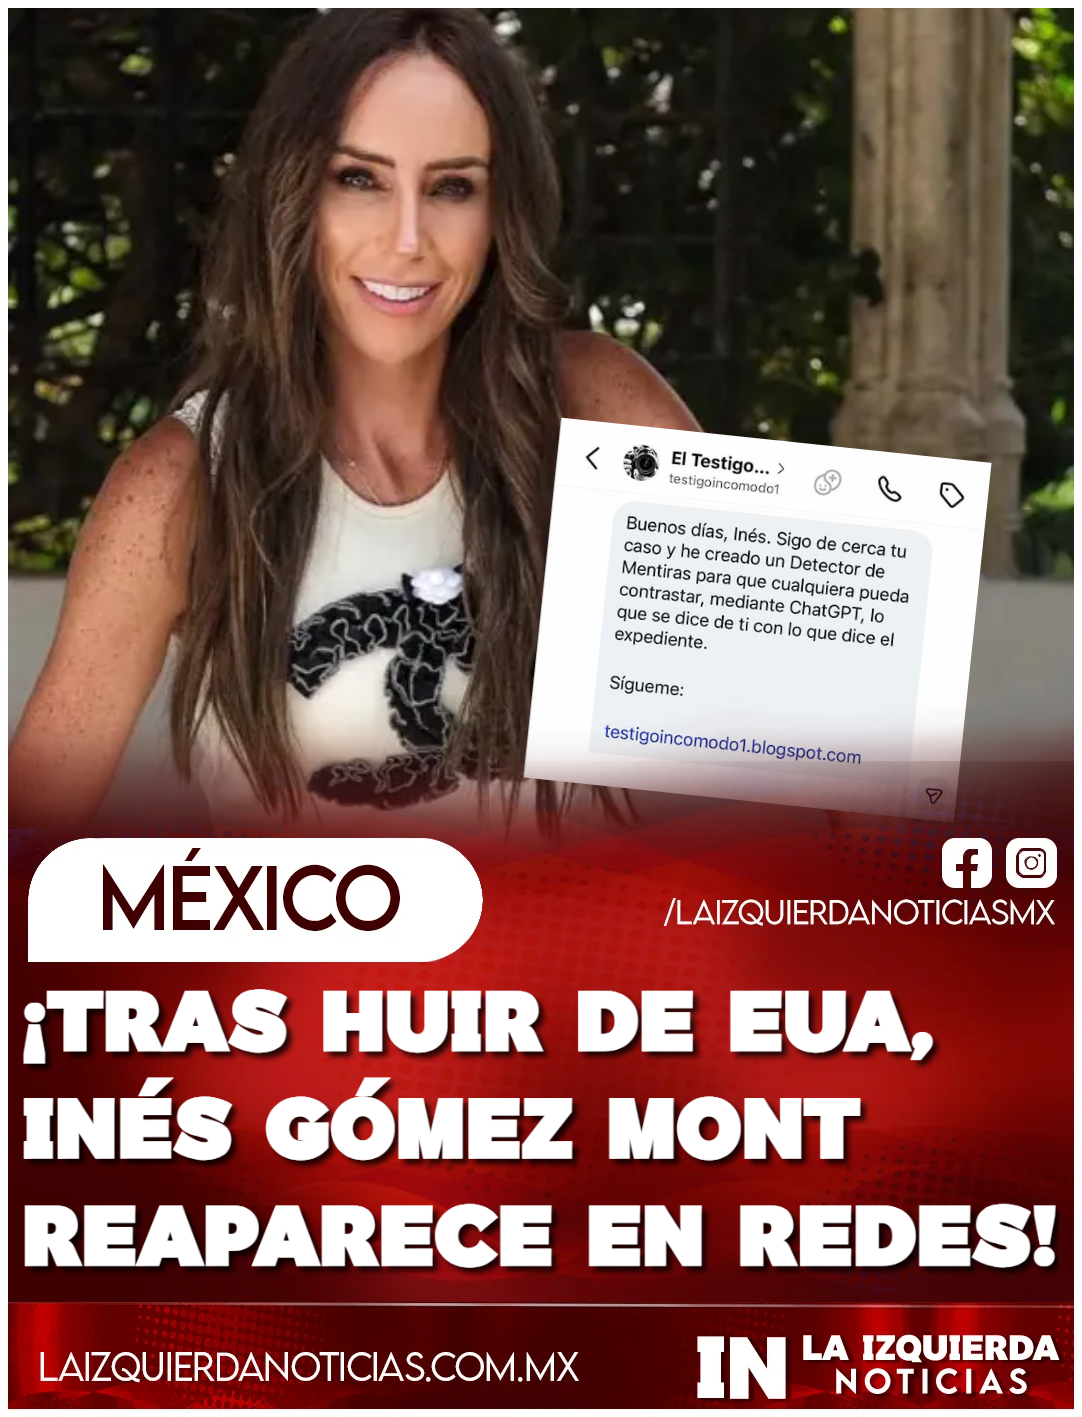 El Testigo...
testigoincomodo1
Buenos días, Inés. Sigo de cerca tu
caso y he creado un Detector de
Mentiras para que cualquiera pueda
contrastar, mediante ChatGPT, lo
que se dice de ti con lo que dice el
expediente.
Sígueme:
testigoincomodo1.blogspot.com
MÉXICO
/LAIZQUIERDANOTICIASMX
¡TRAS HUIR DE EUA,
INÉS GÓMEZ MONT
REAPARECE EN REDES!
LAIZQUIERDANOTICIAS.COM.MX
IN LA IZQUIERDA
NOTICIAS